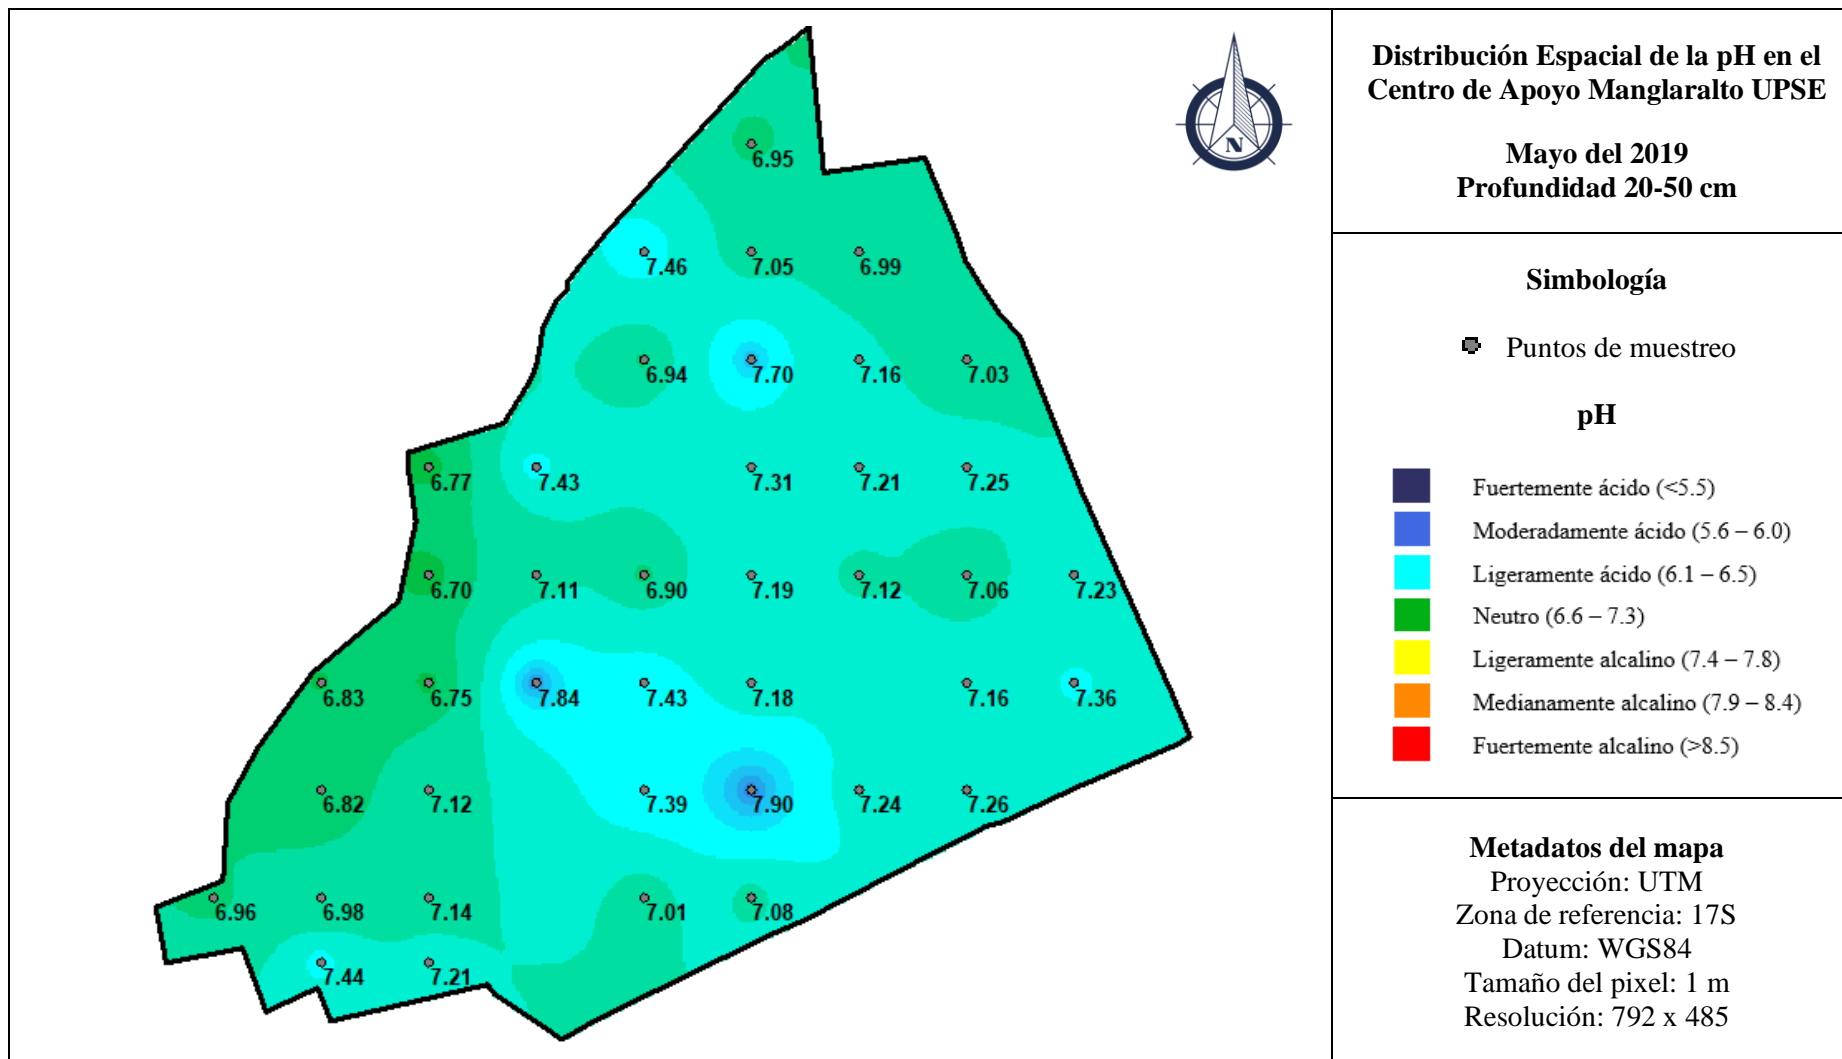 Distribución Espacial de la pH en el
Centro de Apoyo Manglaralto UPSE
Mayo del 2019
Profundidad 20-50 cm
N
6.95
7.46 7.05 6.99
6.94 7.70 7.16 7.03
6.77 7.43 7.31 7.21 7.25
6.70 7.11 6.90 7.19 7.12 7.06 7.23
6.83 6.75 7.84 7.43 7.18 7.16 7.36
6.82 7.12 7.39 7.90 7.24 7.26
6.96 6.98 7.14 7.01 7.08
7.44 7.21
Simbología
Puntos de muestreo
pH
Fuertemente ácido (<5.5)
Moderadamente ácido (5.6 – 6.0)
Ligeramente ácido (6.1 – 6.5)
Neutro (6.6 – 7.3)
Ligeramente alcalino (7.4 – 7.8)
Medianamente alcalino (7.9 – 8.4)
Fuertemente alcalino (>8.5)
Metadatos del mapa
Proyección: UTM
Zona de referencia: 17S
Datum: WGS84
Tamaño del pixel: 1 m
Resolución: 792 x 485